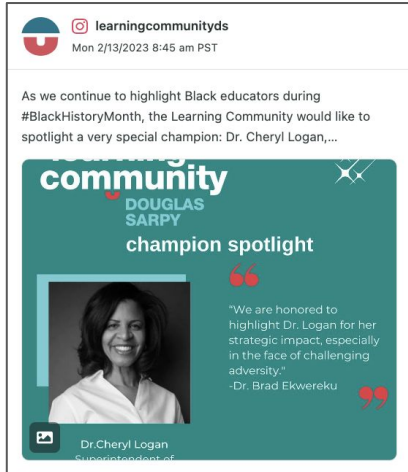 learningcommunityds
Mon 2/13/2023 8:45 am PST
As we continue to highlight Black educators during
#BlackHistoryMonth, the Learning Community would like to
spotlight a very special champion: Dr. Cheryl Logan,...
learning
community
DOUGLAS
SARPY
champion spotlight
"We are honored to
highlight Dr. Logan for her
strategic impact, especially
in the face of challenging
adversity."
-Dr. Brad Ekwereku
Dr.Cheryl Logan
Superintendent of